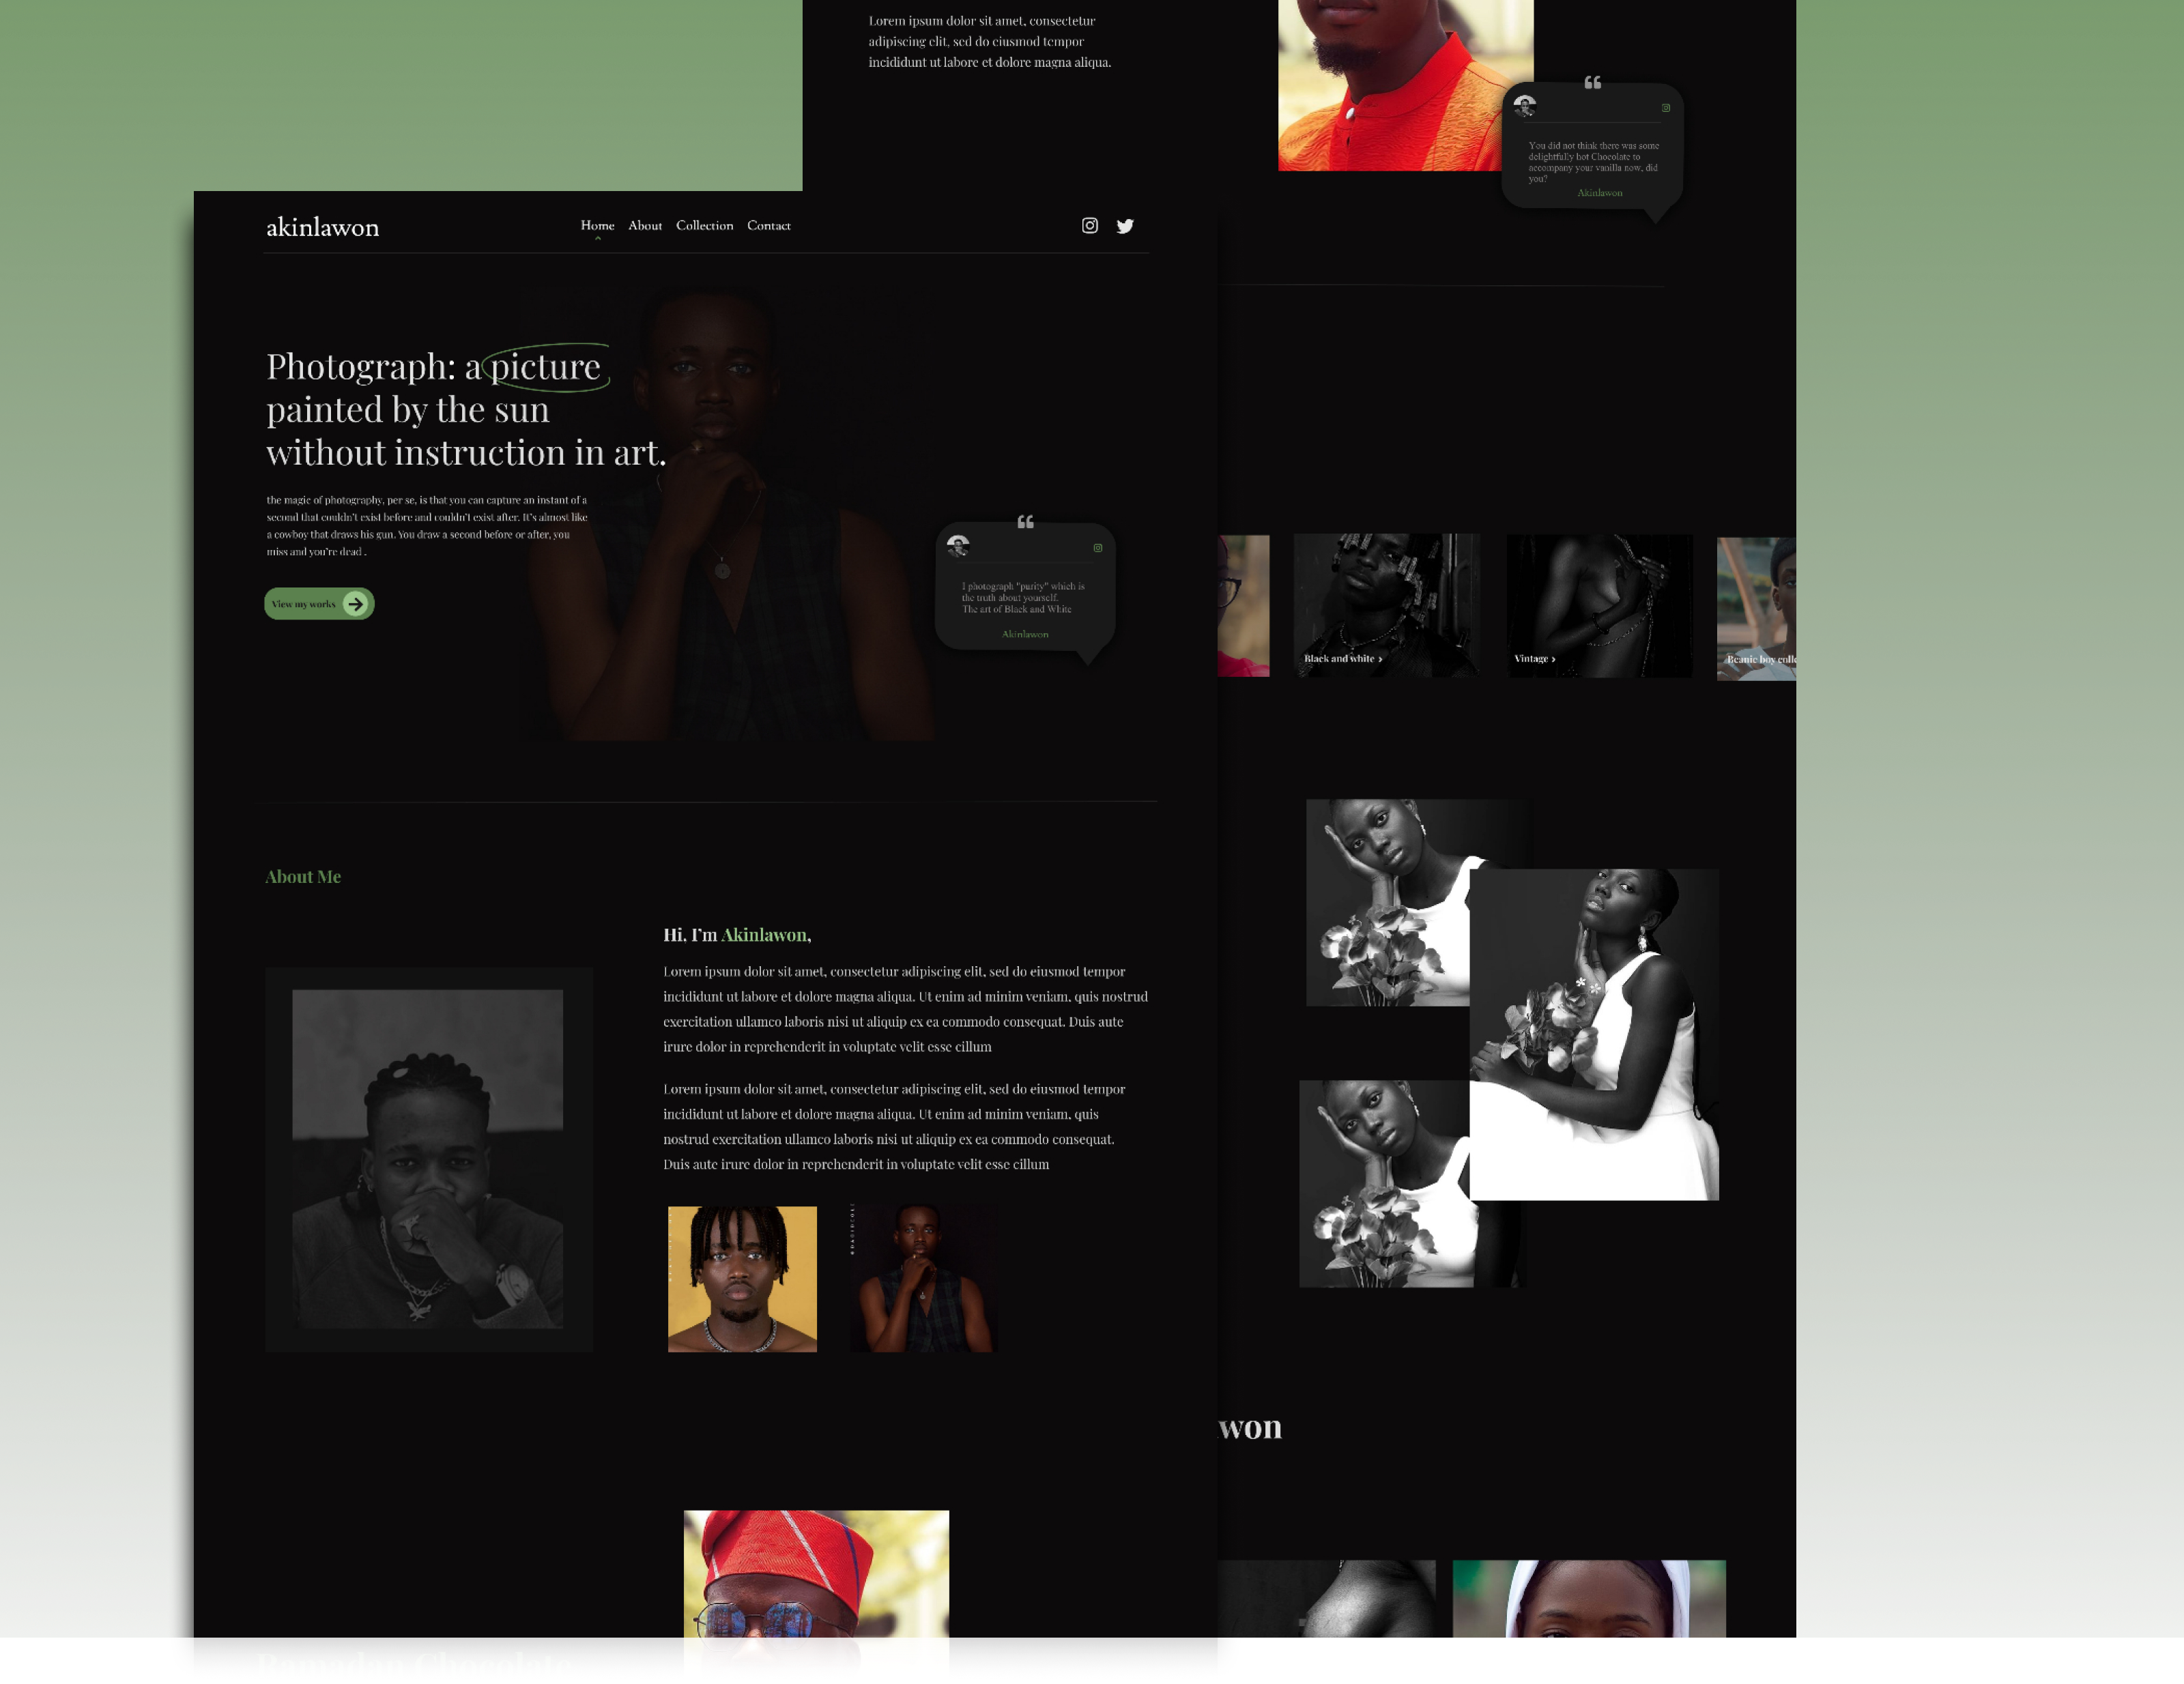 Lorem ipsum dolor sit amet, consectetur
adipiscing elit, sed do eiusmod tempor
incididunt ut labore et dolore magna aliqua.
You did not think there was some
delightfully hot Chocolate to
accompany your vanilla now, did
you?
Akinlawon
akinlawon
Home About Collection Contact
Photograph: a picture
painted by the sun
without instruction in art.
the magic of photography, per se, is that you can capture an instant of a
second that couldn't exist before and couldn't exist after. It's almost like
a cowboy that draws his gun. You draw a second before or after, you
miss and you're dead .
View my works
I photograph "purity" which is
the truth about yourself.
The art of Black and White
Akinlawon
Black and white ›
Vintage ›
Beanie boy colle
About Me
Hi, I'm Akinlawon,
Lorem ipsum dolor sit amet, consectetur adipiscing elit, sed do eiusmod tempor
incididunt ut labore et dolore magna aliqua. Ut enim ad minim veniam, quis nostrud
exercitation ullamco laboris nisi ut aliquip ex ea commodo consequat. Duis aute
irure dolor in reprehenderit in voluptate velit esse cillum
Lorem ipsum dolor sit amet, consectetur adipiscing elit, sed do eiusmod tempor
incididunt ut labore et dolore magna aliqua. Ut enim ad minim veniam, quis
nostrud exercitation ullamco laboris nisi ut aliquip ex ea commodo consequat.
Duis aute irure dolor in reprehenderit in voluptate velit esse cillum
won